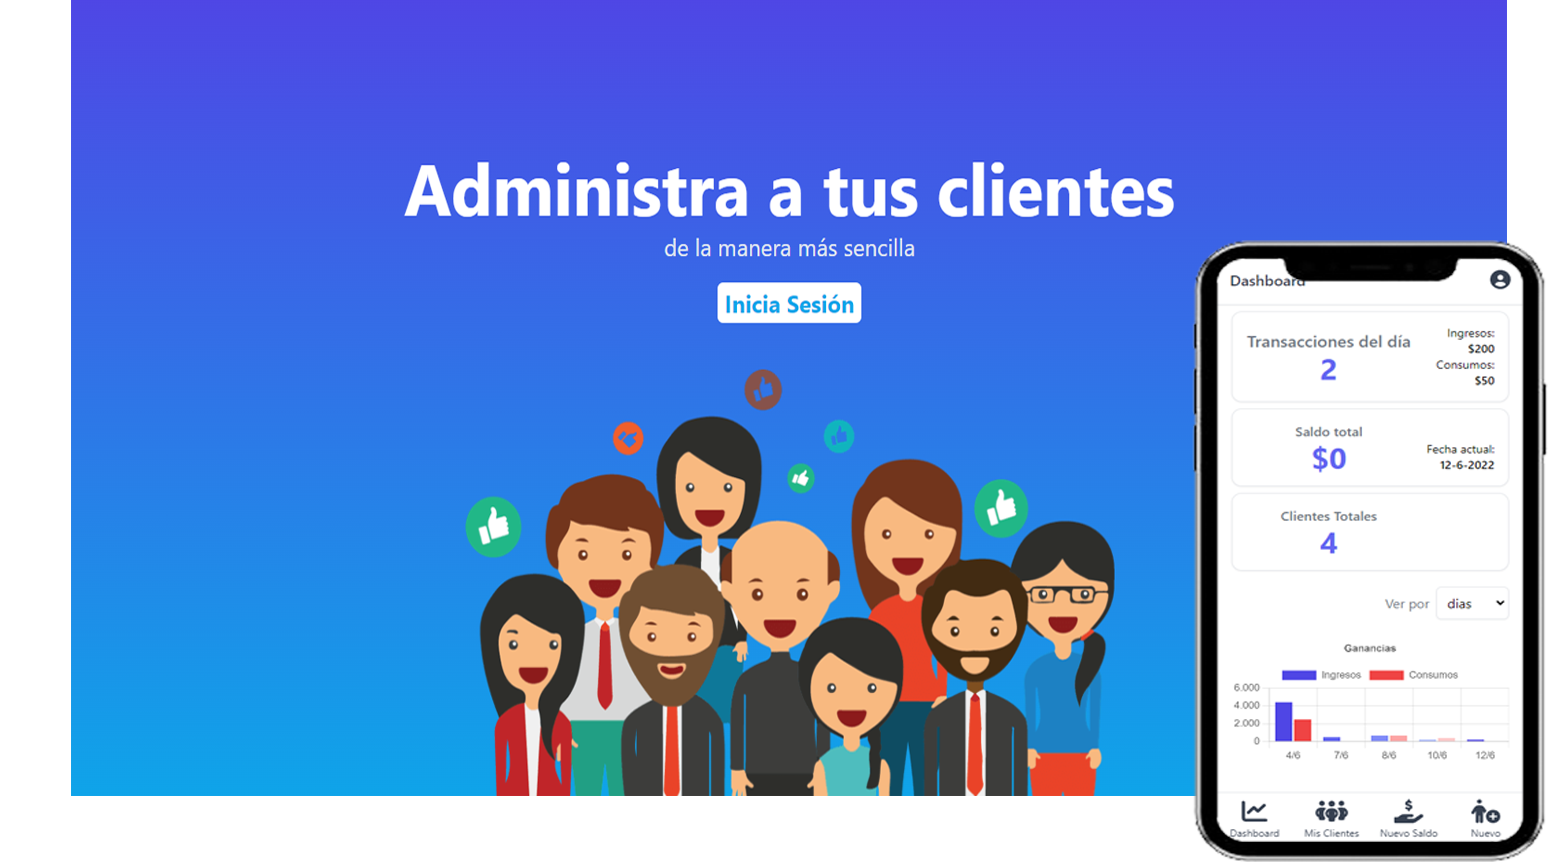 Administra a tus clientes
de la manera más sencilla
Inicia Sesión
Dashboard
Transacciones del día
2
Ingresos:
$200
Consumos:
$50
Saldo total
$0
Fecha actual:
12-6-2022
Clientes Totales
4
Ver por
dias
Ganancias
Ingresos Consumos
6.000
4.000
2.000
0
4/6 7/6 8/6 10/6 12/6
$
Dashboard Mis Clientes Nuevo Saldo Nuevo